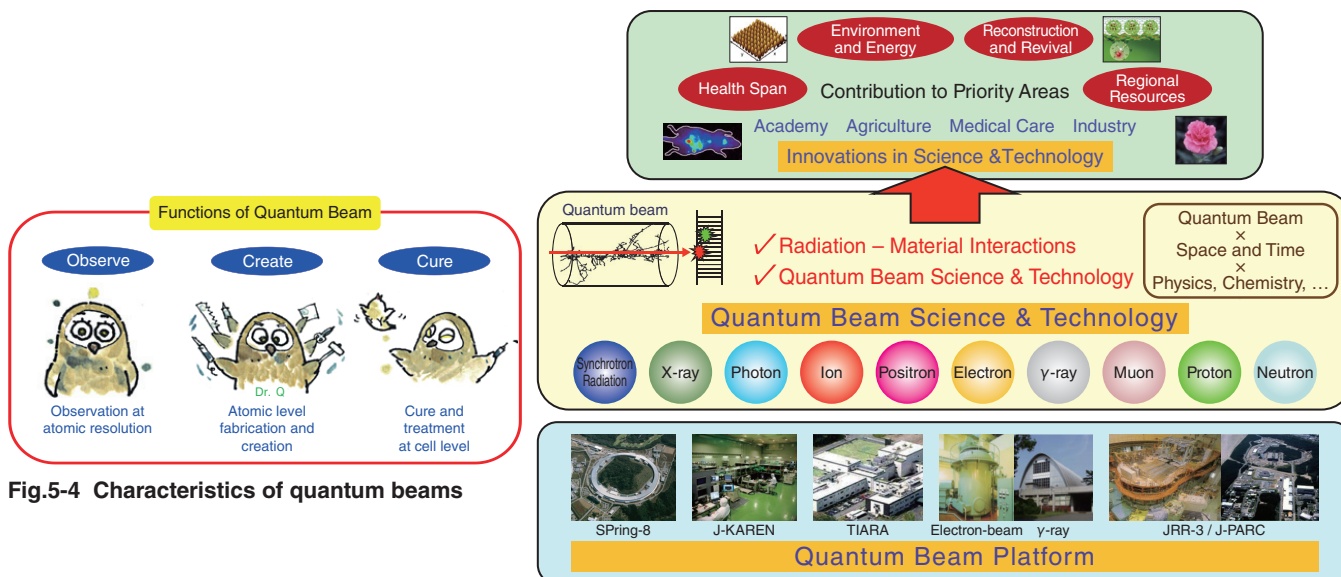 Functions of Quantum Beam
Observe
Create
Cure
Dr. Q
Observation at
atomic resolution
Atomic level
fabrication and
creation
Cure and
treatment
at cell level
Fig.5-4 Characteristics of quantum beams
Environment
and Energy
Reconstruction
and Revival
Health Span
Contribution to Priority Areas
Regional
Resources
Academy Agriculture Medical Care Industry
Innovations in Science &Technology
Quantum beam
✓ Radiation – Material Interactions
✓ Quantum Beam Science & Technology
Quantum Beam
×
Space and Time
×
Physics, Chemistry, …
Quantum Beam Science & Technology
Synchrotron
Radiation
X-ray
Photon
Ion
Positron
Electron
γ-ray
Muon
Proton
Neutron
SPring-8
J-KAREN
TIARA
Electron-beam
γ-ray
JRR-3 / J-PARC
Quantum Beam Platform